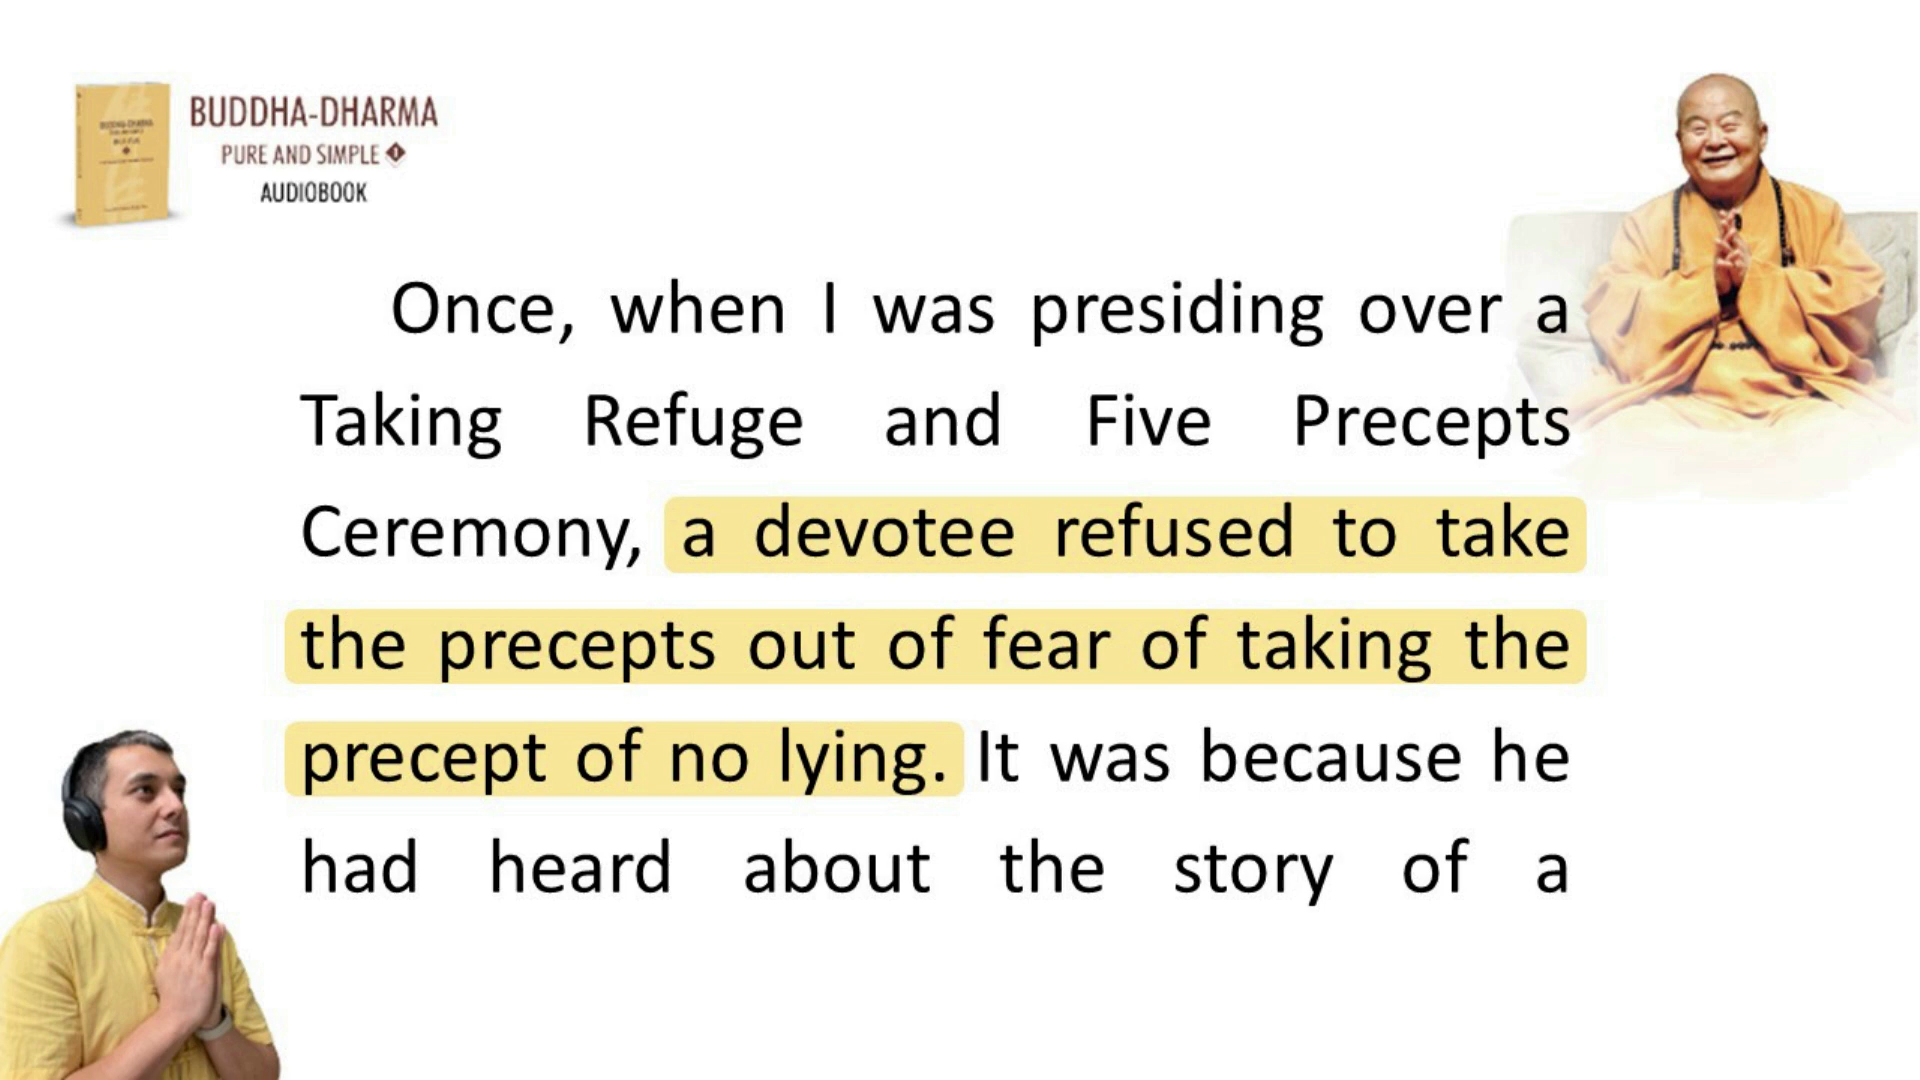 BUDDHA-DHARMA
PURE AND SIMPLE 1
AUDIOBOOK
Once, when I was presiding over a
Taking Refuge and Five Precepts
Ceremony, a devotee refused to take
the precepts out of fear of taking the
precept of no lying. It was because he
had heard about the story of a